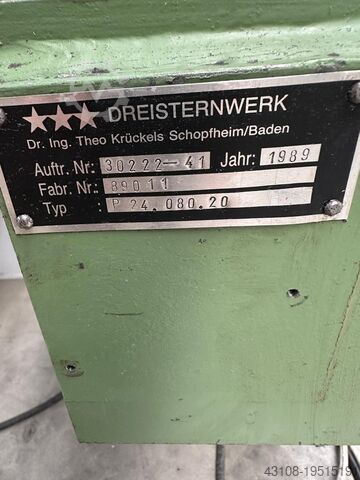 DREISTERNWERK
Dr. Ing. Theo Krückels Schopfheim/Baden
Auftr. Nr: 30222-41 Jahr: 1989
Fabr. Nr.: 89011
Typ P 24.080.20
43108-1951519